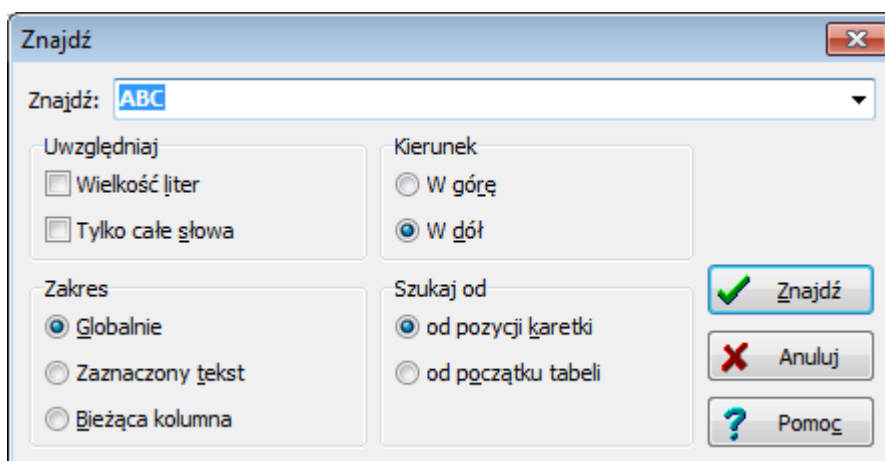 Znajdź
Znajdź: ABC
Uwzględniaj
Wielkość liter
Tylko całe słowa
Kierunek
W górę
W dół
Zakres
Globalnie
Zaznaczony tekst
Bieżąca kolumna
Szukaj od
od pozycji karetki
od początku tabeli
Znajdź
Anuluj
Pomoc